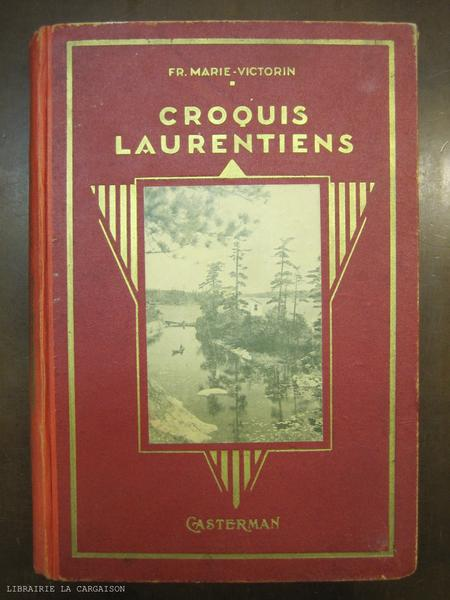 FR. MARIE-VICTORIN
CROQUIS
LAURENTIENS
CASTERMAN
LIBRAIRIE LA CARGAISON